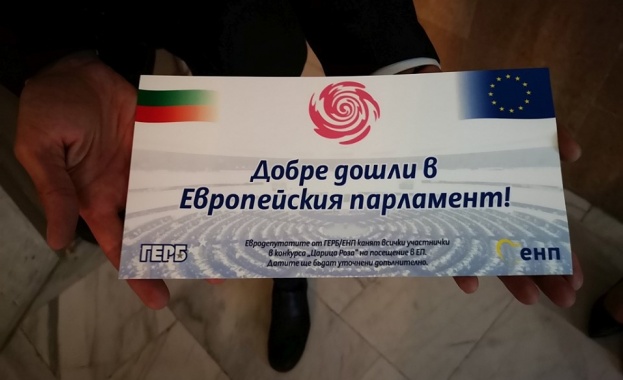 Добре дошли в
Европейския парламент!
ГЕРБ
Евродепутатите от ГЕРБ/ЕНП канят всички участнички
в конкурса „Царица Роза" на посещение в ЕП.
Датите ще бъдат уточнени допълнително.
енп